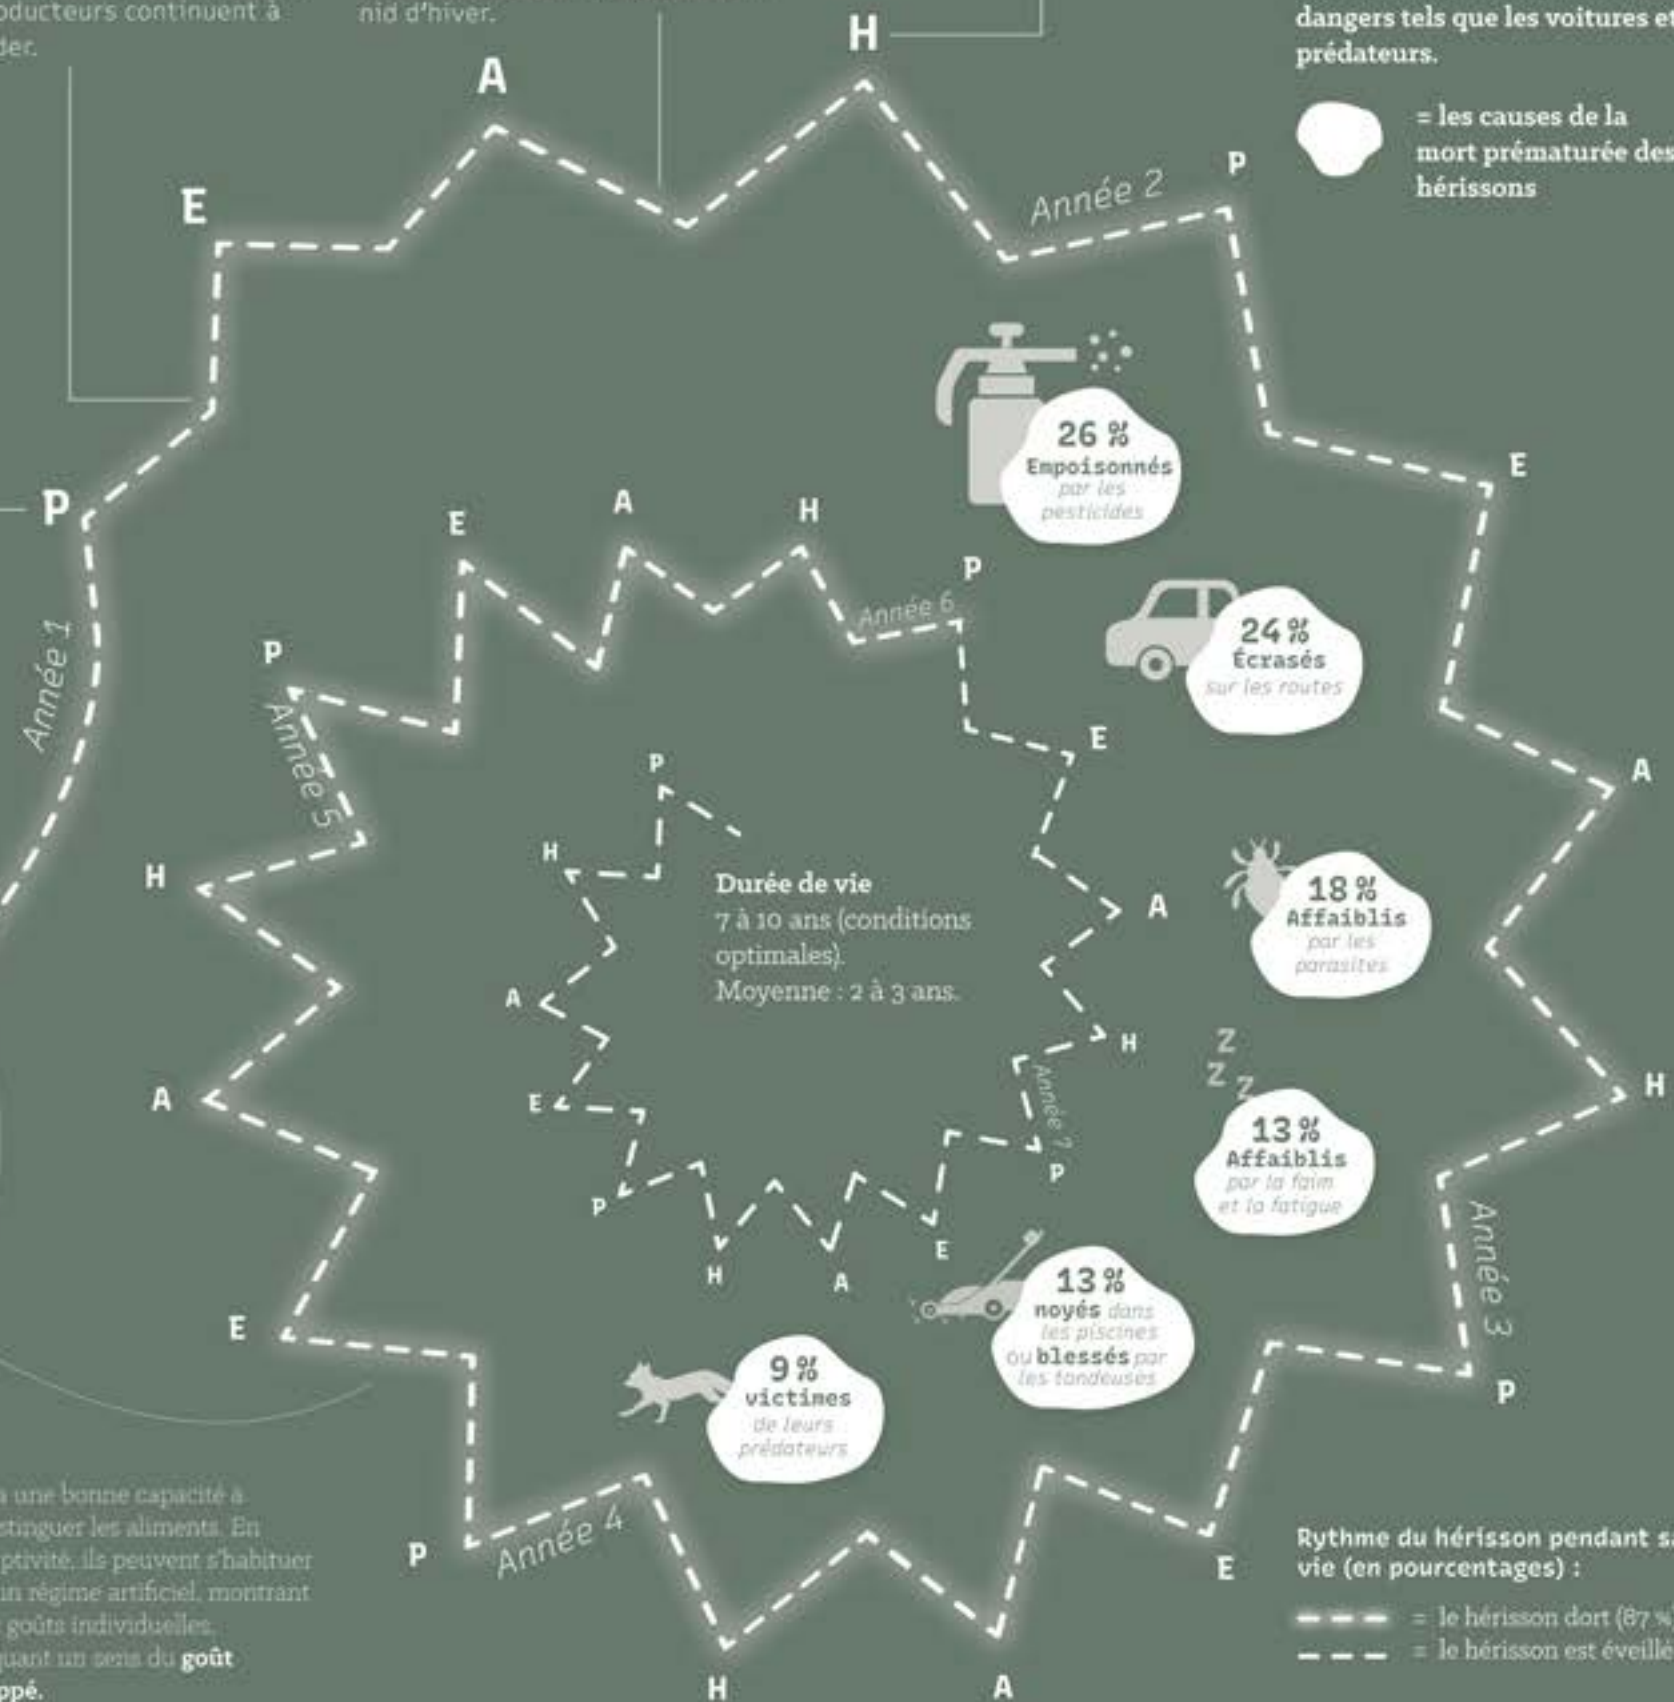 oducteurs continuent à
der.
nid d'hiver.
dangers tels que les voitures et
prédateurs.
= les causes de la
mort prématurée des
hérissons
H
A
E
P
Année 1
Année 2
P
E
A
H
Année 3
P
E
A
H
Année 4
P
E
A
H
Année 5
P
E
A
H
Année 6
P
E
A
H
Année 7
P
E
A
H
P
E
A
H
P
26 %
Empoisonnés
par les
pesticides
24 %
Écrasés
sur les routes
18 %
Affaiblis
par les
parasites
Z
Z
Z
13 %
Affaiblis
par la faim
et la fatigue
13 %
noyés dans
les piscines
ou blessés par
les tondeuses
9 %
victimes
de leurs
prédateurs
Durée de vie
7 à 10 ans (conditions
optimales).
Moyenne : 2 à 3 ans.
a une bonne capacité à
stinguer les aliments. En
ptivité, ils peuvent s'habituer
un régime artificiel, montrant
goûts individuelles,
quant un sens du goût
ppé.
Rythme du hérisson pendant sa
vie (en pourcentages) :
= le hérisson dort (87 %
= le hérisson est éveillé